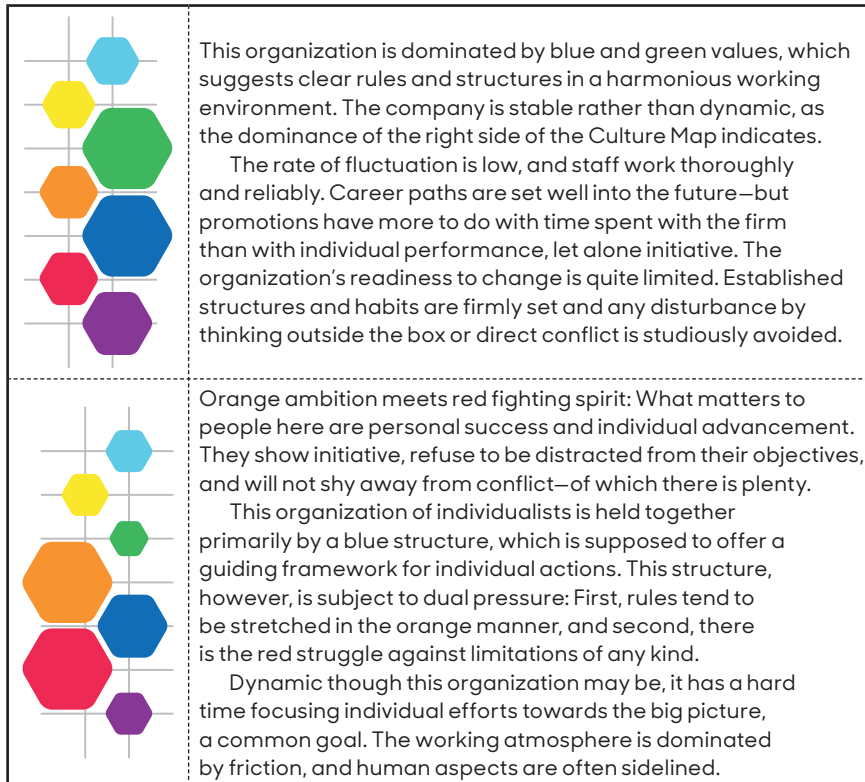 This organization is dominated by blue and green values, which
suggests clear rules and structures in a harmonious working
environment. The company is stable rather than dynamic, as
the dominance of the right side of the Culture Map indicates.
The rate of fluctuation is low, and staff work thoroughly
and reliably. Career paths are set well into the future—but
promotions have more to do with time spent with the firm
than with individual performance, let alone initiative. The
organization’s readiness to change is quite limited. Established
structures and habits are firmly set and any disturbance by
thinking outside the box or direct conflict is studiously avoided.
Orange ambition meets red fighting spirit: What matters to
people here are personal success and individual advancement.
They show initiative, refuse to be distracted from their objectives,
and will not shy away from conflict—of which there is plenty.
This organization of individualists is held together
primarily by a blue structure, which is supposed to offer a
guiding framework for individual actions. This structure,
however, is subject to dual pressure: First, rules tend to
be stretched in the orange manner, and second, there
is the red struggle against limitations of any kind.
Dynamic though this organization may be, it has a hard
time focusing individual efforts towards the big picture,
a common goal. The working atmosphere is dominated
by friction, and human aspects are often sidelined.